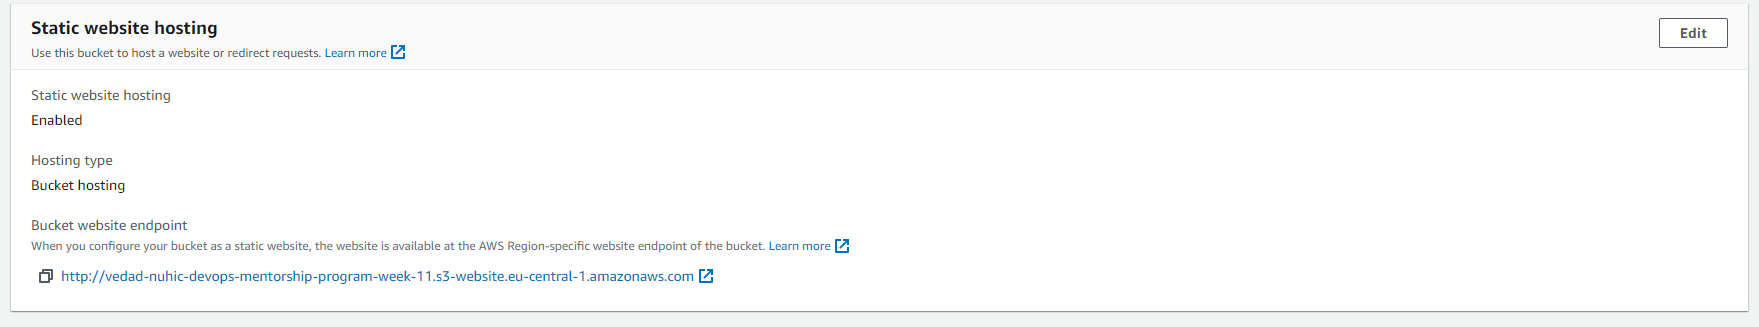 Static website hosting
Edit
Use this bucket to host a website or redirect requests. Learn more
Static website hosting
Enabled
Hosting type
Bucket hosting
Bucket website endpoint
When you configure your bucket as a static website, the website is available at the AWS Region-specific website endpoint of the bucket. Learn more
http://vedad-nuhic-devops-mentorship-program-week-11.s3-website.eu-central-1.amazonaws.com